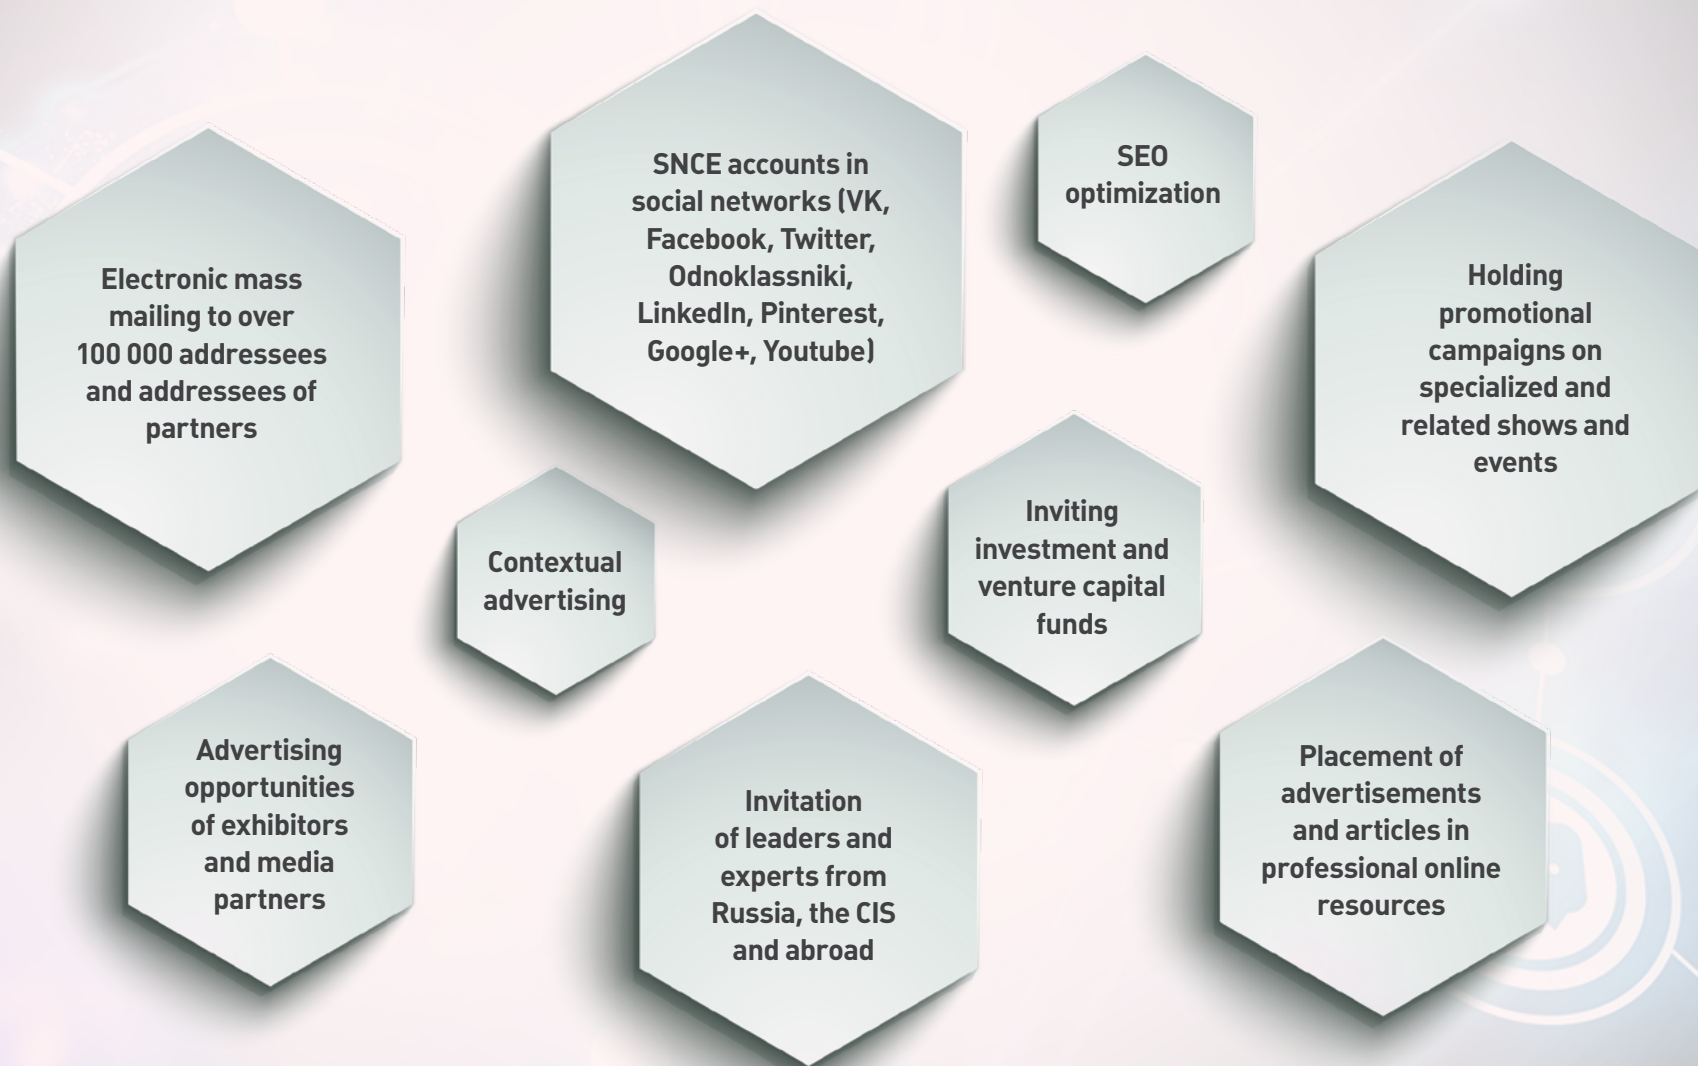 Electronic mass
mailing to over
100 000 addressees
and addressees of
partners
SNCE accounts in
social networks (VK,
Facebook, Twitter,
Odnoklassniki,
LinkedIn, Pinterest,
Google+, Youtube)
SEO
optimization
Holding
promotional
campaigns on
specialized and
related shows and
events
Contextual
advertising
Inviting
investment and
venture capital
funds
Advertising
opportunities
of exhibitors
and media
partners
Invitation
of leaders and
experts from
Russia, the CIS
and abroad
Placement of
advertisements
and articles in
professional online
resources